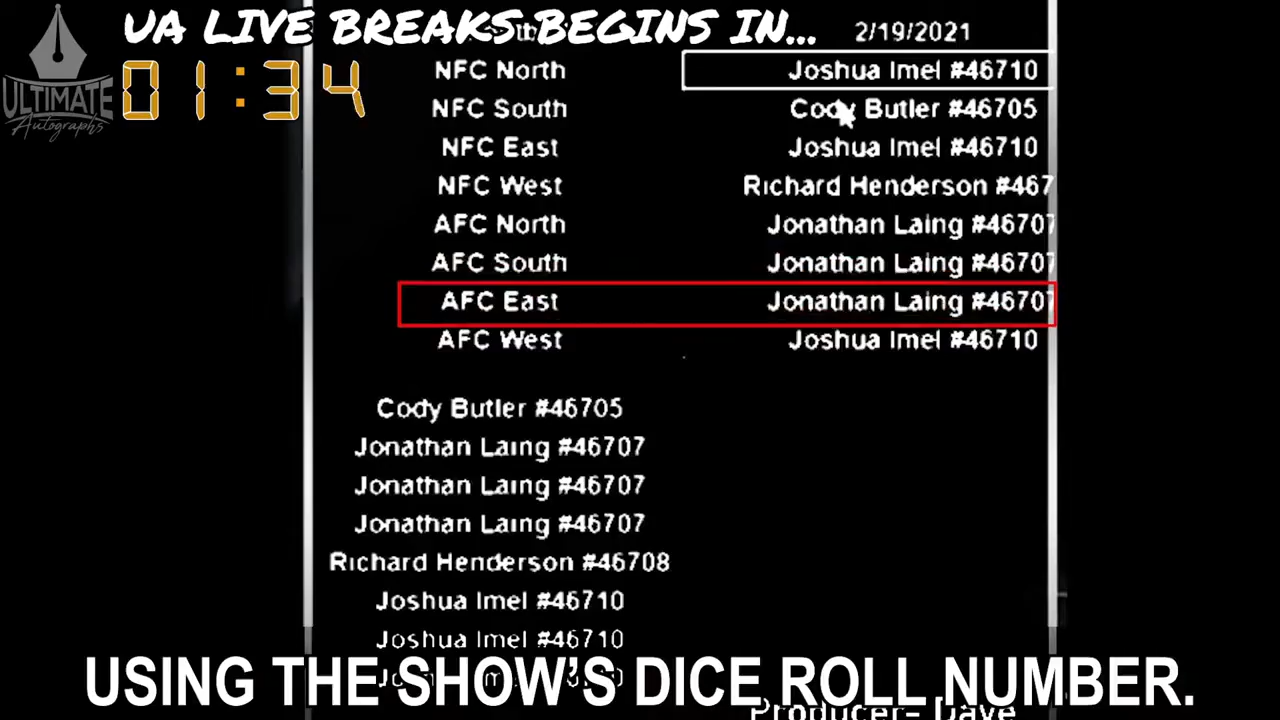 UA LIVE BREAKS BEGINS IN...
2/19/2021
ULTIMATE
Autographs
01:34
NFC North Joshua Imel #46710
NFC South Cody Butler #46705
NFC East Joshua Imel #46710
NFC West Richard Henderson #467
AFC North Jonathan Laing #46707
AFC South Jonathan Laing #46707
AFC East Jonathan Laing #46707
AFC West Joshua Imel #46710
Cody Butler #46705
Jonathan Laing #46707
Jonathan Laing #46707
Jonathan Laing #46707
Richard Henderson #46708
Joshua Imel #46710
Joshua Imel #46710
USING THE SHOW'S DICE ROLL NUMBER.
Producer- Dave